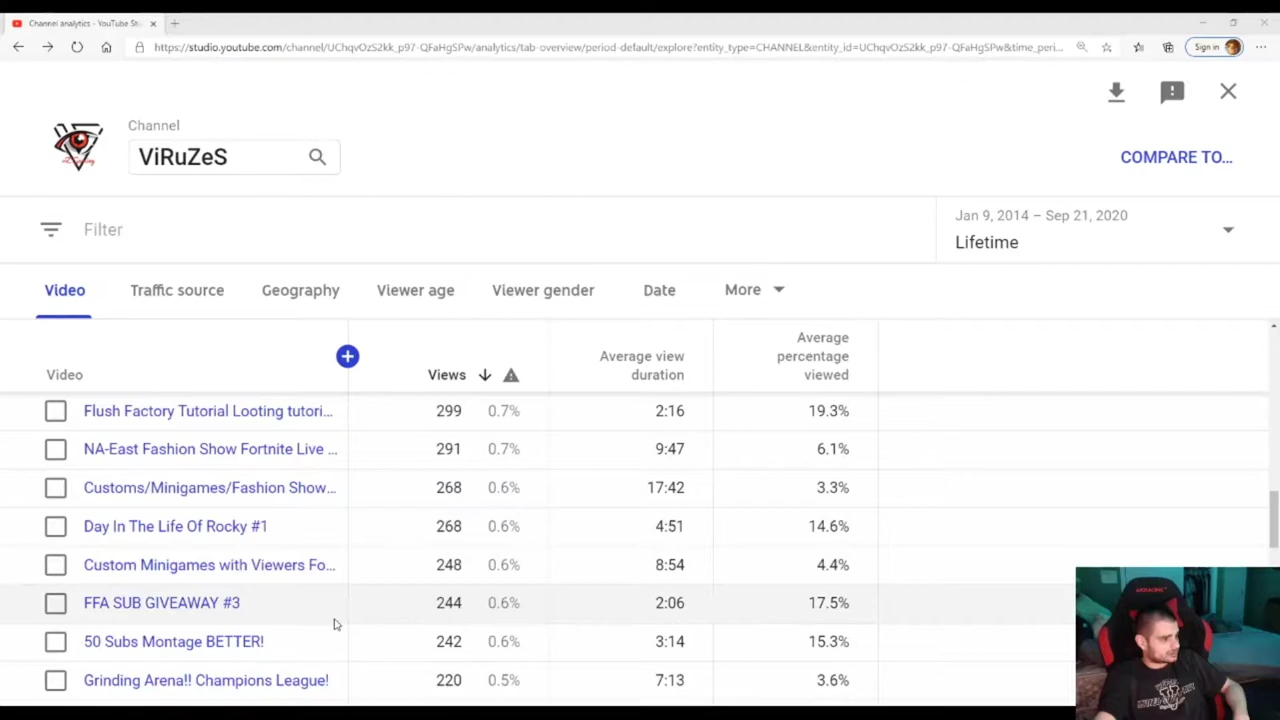 Channel analytics - YouTube St
https://studio.youtube.com/channel/UChqvOzS2kk_p97-QFaHgSPw/analytics/tab-overview/period-default/explore?entity_type=CHANNEL&entity_id=UChqvOzS2kk_p97-QFaHgSPw&time_peri...
Sign in
Channel
ViRuZeS
COMPARE TO...
Filter
Jan 9, 2014 – Sep 21, 2020
Lifetime
Video Traffic source Geography Viewer age Viewer gender Date More
Video Views Average view duration Average percentage viewed
Flush Factory Tutorial Looting tutori... 299 0.7% 2:16 19.3%
NA-East Fashion Show Fortnite Live ... 291 0.7% 9:47 6.1%
Customs/Minigames/Fashion Show... 268 0.6% 17:42 3.3%
Day In The Life Of Rocky #1 268 0.6% 4:51 14.6%
Custom Minigames with Viewers Fo... 248 0.6% 8:54 4.4%
FFA SUB GIVEAWAY #3 244 0.6% 2:06 17.5%
50 Subs Montage BETTER! 242 0.6% 3:14 15.3%
Grinding Arena!! Champions League! 220 0.5% 7:13 3.6%